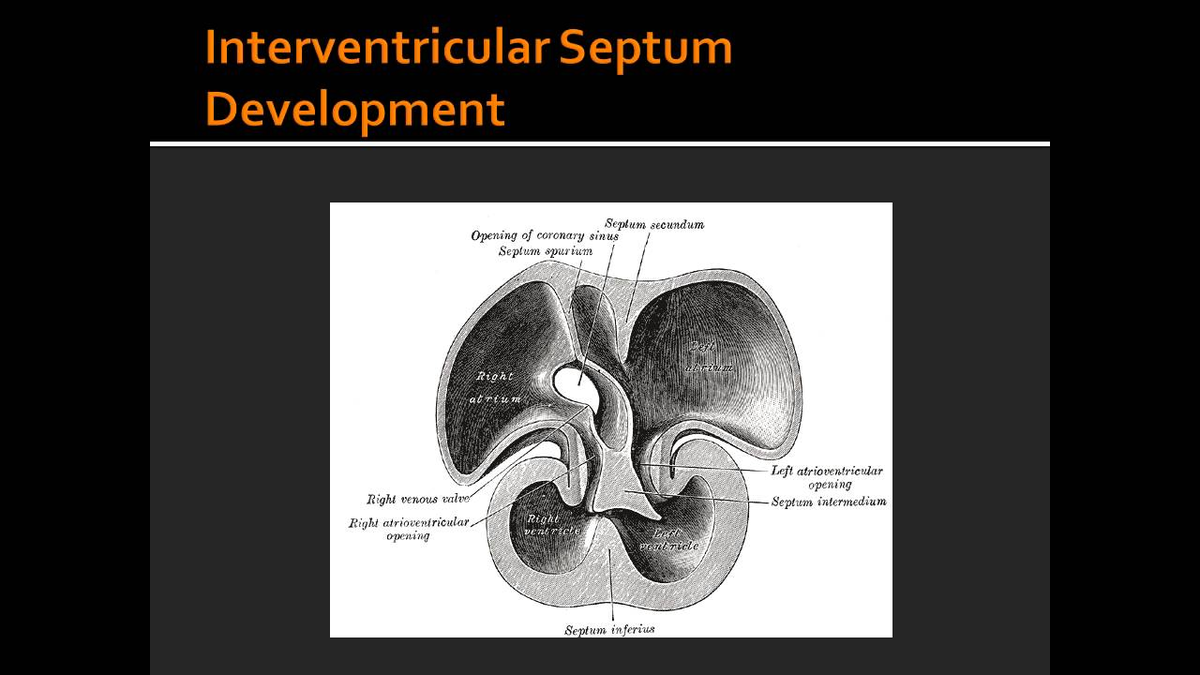 Interventricular Septum
Development
Septum secundum
Opening of coronary sinus
Septum spurium
Left
atrium
Right
atrium
Left atrioventricular
opening
Right venous valve
Septum intermedium
Right atrioventricular
opening
Right
ventricle
Left
ventricle
Septum inferius